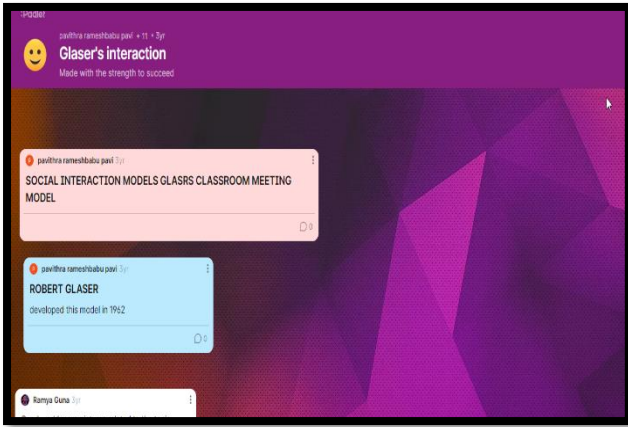 :Padlet
pavithra rameshbabu pavi + 11 • 3yr
Glaser's interaction
Made with the strength to succeed
pavithra rameshbabu pavi 3yr
SOCIAL INTERACTION MODELS GLASRS CLASSROOM MEETING
MODEL
0
pavithra rameshbabu pavi 3yr
ROBERT GLASER
developed this model in 1962
0
Ramya Guna 3yr